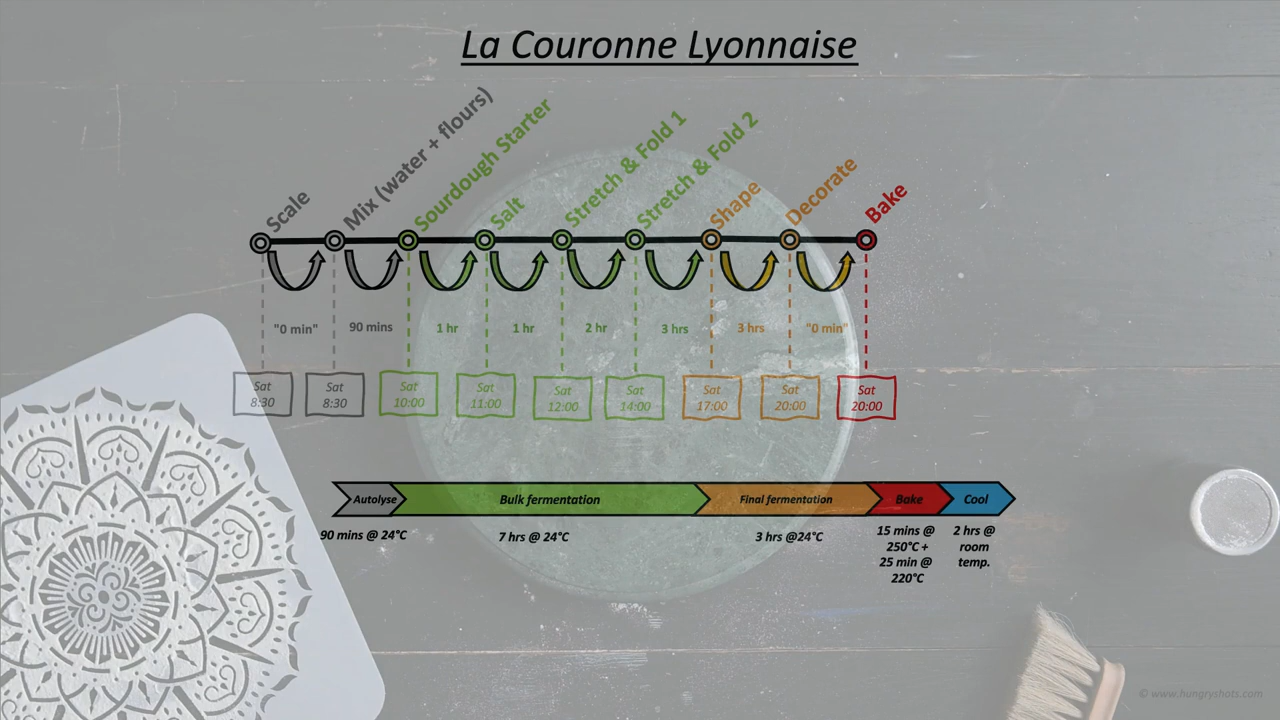 La Couronne Lyonnaise
Scale
Mix (water + flours)
Sourdough Starter
Salt
Stretch & Fold 1
Stretch & Fold 2
Shape
Decorate
Bake
"0 min"
90 mins
1 hr
1 hr
2 hr
3 hrs
3 hrs
"0 min"
Sat
8:30
Sat
8:30
Sat
10:00
Sat
11:00
Sat
12:00
Sat
14:00
Sat
17:00
Sat
20:00
Sat
20:00
Autolyse
Bulk fermentation
Final fermentation
Bake
Cool
90 mins @ 24°C
7 hrs @ 24°C
3 hrs @24°C
15 mins @
250°C +
25 min @
220°C
2 hrs @
room
temp.
© www.hungryshots.com